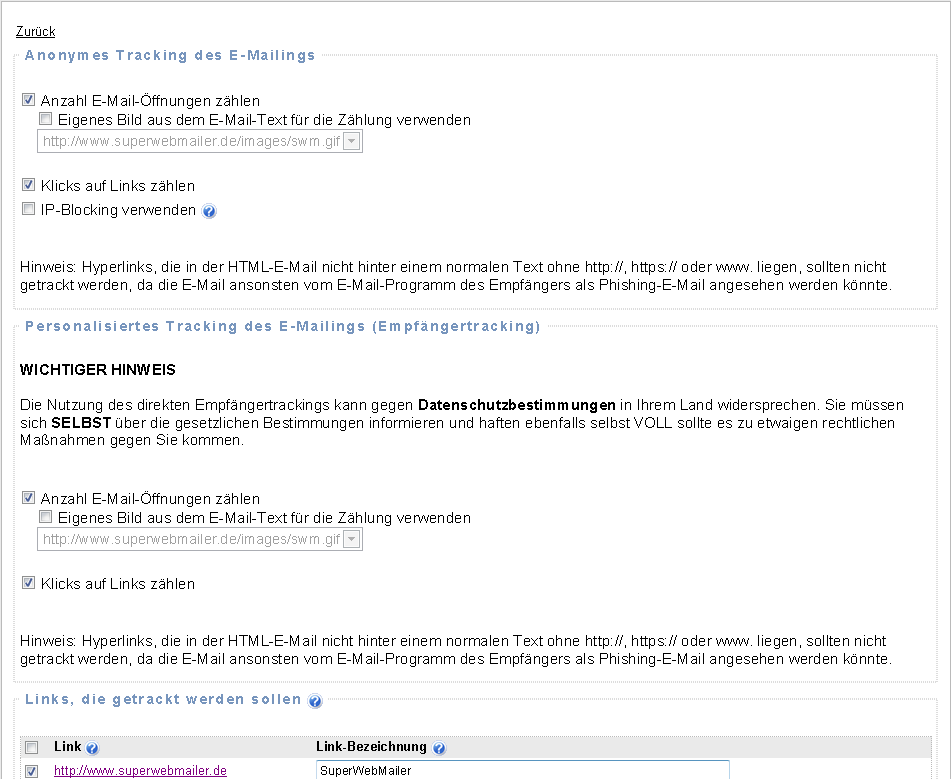 Zurück
Anonymes Tracking des E-Mailings
Anzahl E-Mail-Öffnungen zählen
Eigenes Bild aus dem E-Mail-Text für die Zählung verwenden
http://www.superwebmailer.de/images/swm.gif
Klicks auf Links zählen
IP-Blocking verwenden
Hinweis: Hyperlinks, die in der HTML-E-Mail nicht hinter einem normalen Text ohne http://, https:// oder www. liegen, sollten nicht
getrackt werden, da die E-Mail ansonsten vom E-Mail-Programm des Empfängers als Phishing-E-Mail angesehen werden könnte.
Personalisiertes Tracking des E-Mailings (Empfängertracking)
WICHTIGER HINWEIS
Die Nutzung des direkten Empfängertrackings kann gegen Datenschutzbestimmungen in Ihrem Land widersprechen. Sie müssen
sich SELBST über die gesetzlichen Bestimmungen informieren und haften ebenfalls selbst VOLL sollte es zu etwaigen rechtlichen
Maßnahmen gegen Sie kommen.
Anzahl E-Mail-Öffnungen zählen
Eigenes Bild aus dem E-Mail-Text für die Zählung verwenden
http://www.superwebmailer.de/images/swm.gif
Klicks auf Links zählen
Hinweis: Hyperlinks, die in der HTML-E-Mail nicht hinter einem normalen Text ohne http://, https:// oder www. liegen, sollten nicht
getrackt werden, da die E-Mail ansonsten vom E-Mail-Programm des Empfängers als Phishing-E-Mail angesehen werden könnte.
Links, die getrackt werden sollen ?
Link ? Link-Bezeichnung ?
http://www.superwebmailer.de SuperWebMailer